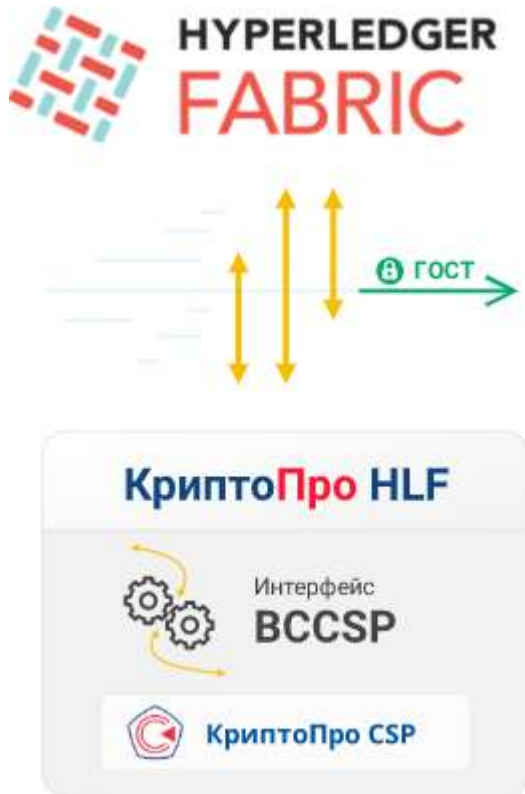 HYPERLEDGER
FABRIC
ГОСТ
КриптоПро HLF
Интерфейс
BCCSP
КриптоПро CSP